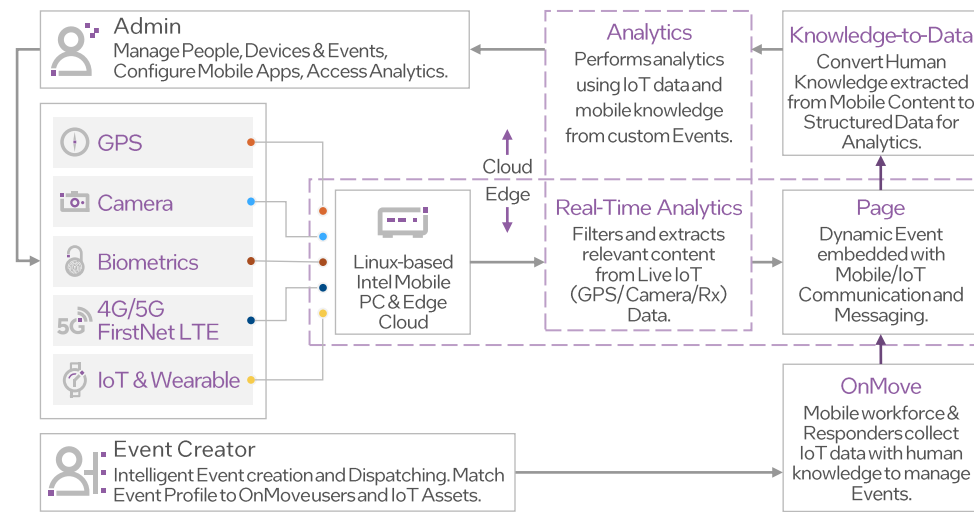 Admin
Manage People, Devices & Events,
Configure Mobile Apps, Access Analytics.
Analytics
Performs analytics
using IoT data and
mobile knowledge
from custom Events.
Knowledge-to-Data
Convert Human
Knowledge extracted
from Mobile Content to
Structured Data for
Analytics.
GPS
Camera
Biometrics
5G
4G/5G
FirstNet LTE
IoT & Wearable
Cloud
Edge
Linux-based
Intel Mobile
PC & Edge
Cloud
Real-Time Analytics
Filters and extracts
relevant content
from Live IoT
(GPS/Camera/Rx)
Data.
Page
Dynamic Event
embedded with
Mobile/IoT
Communication and
Messaging.
OnMove
Mobile workforce &
Responders collect
IoT data with human
knowledge to manage
Events.
Event Creator
Intelligent Event creation and Dispatching. Match
Event Profile to OnMove users and IoT Assets.